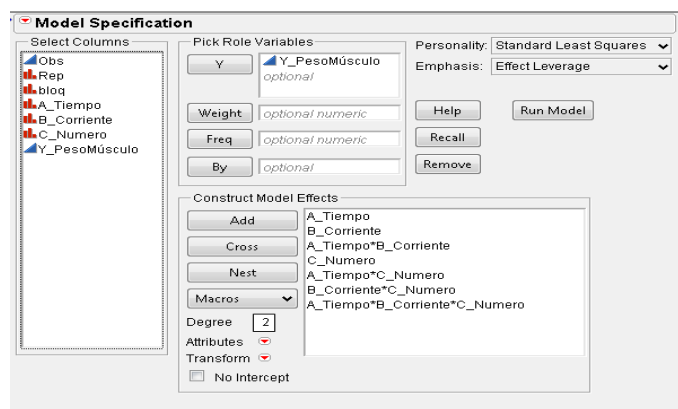 Model Specification
Select Columns
Obs
Rep
bloq
A_Tiempo
B_Corriente
C_Numero
Y_PesoMúsculo
Pick Role Variables
Y
Y_PesoMúsculo
optional
Weight
optional numeric
Freq
optional numeric
By
optional
Personality: Standard Least Squares
Emphasis: Effect Leverage
Help
Run Model
Recall
Remove
Construct Model Effects
Add
Cross
Nest
Macros
Degree 2
Attributes
Transform
No Intercept
A_Tiempo
B_Corriente
A_Tiempo*B_Corriente
C_Numero
A_Tiempo*C_Numero
B_Corriente*C_Numero
A_Tiempo*B_Corriente*C_Numero